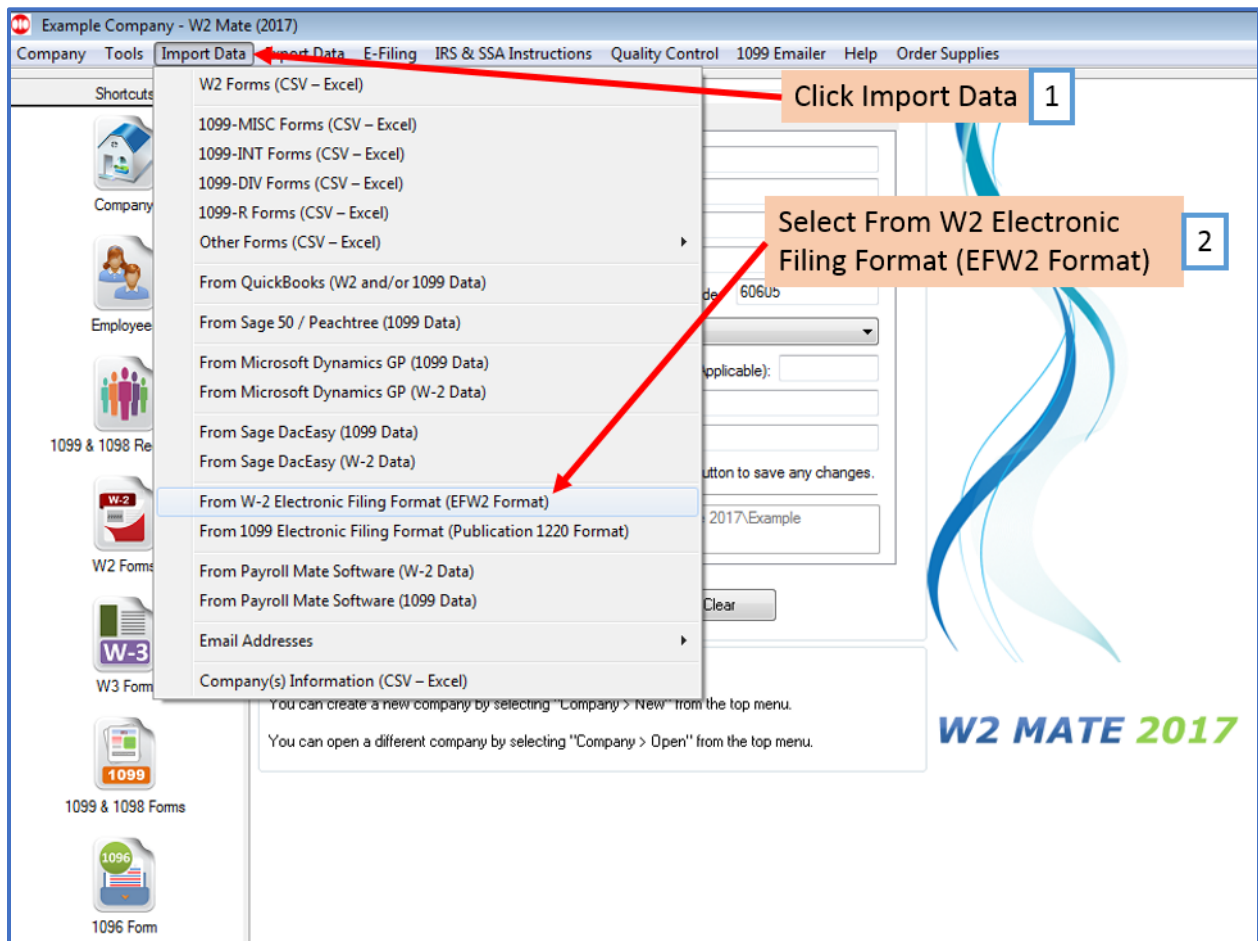 Example Company - W2 Mate (2017)
Company Tools Import Data Export Data E-Filing IRS & SSA Instructions Quality Control 1099 Emailer Help Order Supplies
Shortcuts
W2 Forms (CSV – Excel)
Click Import Data 1
1099-MISC Forms (CSV – Excel)
1099-INT Forms (CSV – Excel)
1099-DIV Forms (CSV – Excel)
Company
1099-R Forms (CSV – Excel)
Other Forms (CSV – Excel)
Select From W2 Electronic
Filing Format (EFW2 Format)
2
From QuickBooks (W2 and/or 1099 Data)
60605
Employee
From Sage 50 / Peachtree (1099 Data)
From Microsoft Dynamics GP (1099 Data)
Applicable):
From Microsoft Dynamics GP (W-2 Data)
1099 & 1098 Re
From Sage DacEasy (1099 Data)
From Sage DacEasy (W-2 Data)
utton to save any changes.
W-2
From W-2 Electronic Filing Format (EFW2 Format)
2017\Example
From 1099 Electronic Filing Format (Publication 1220 Format)
W2 Forms
From Payroll Mate Software (W-2 Data)
From Payroll Mate Software (1099 Data)
Clear
Email Addresses
W-3
W3 Form
Company(s) Information (CSV – Excel)
You can create a new company by selecting "Company > New" from the top menu.
You can open a different company by selecting "Company > Open" from the top menu.
W2 MATE 2017
1099
1099 & 1098 Forms
1096
1096 Form